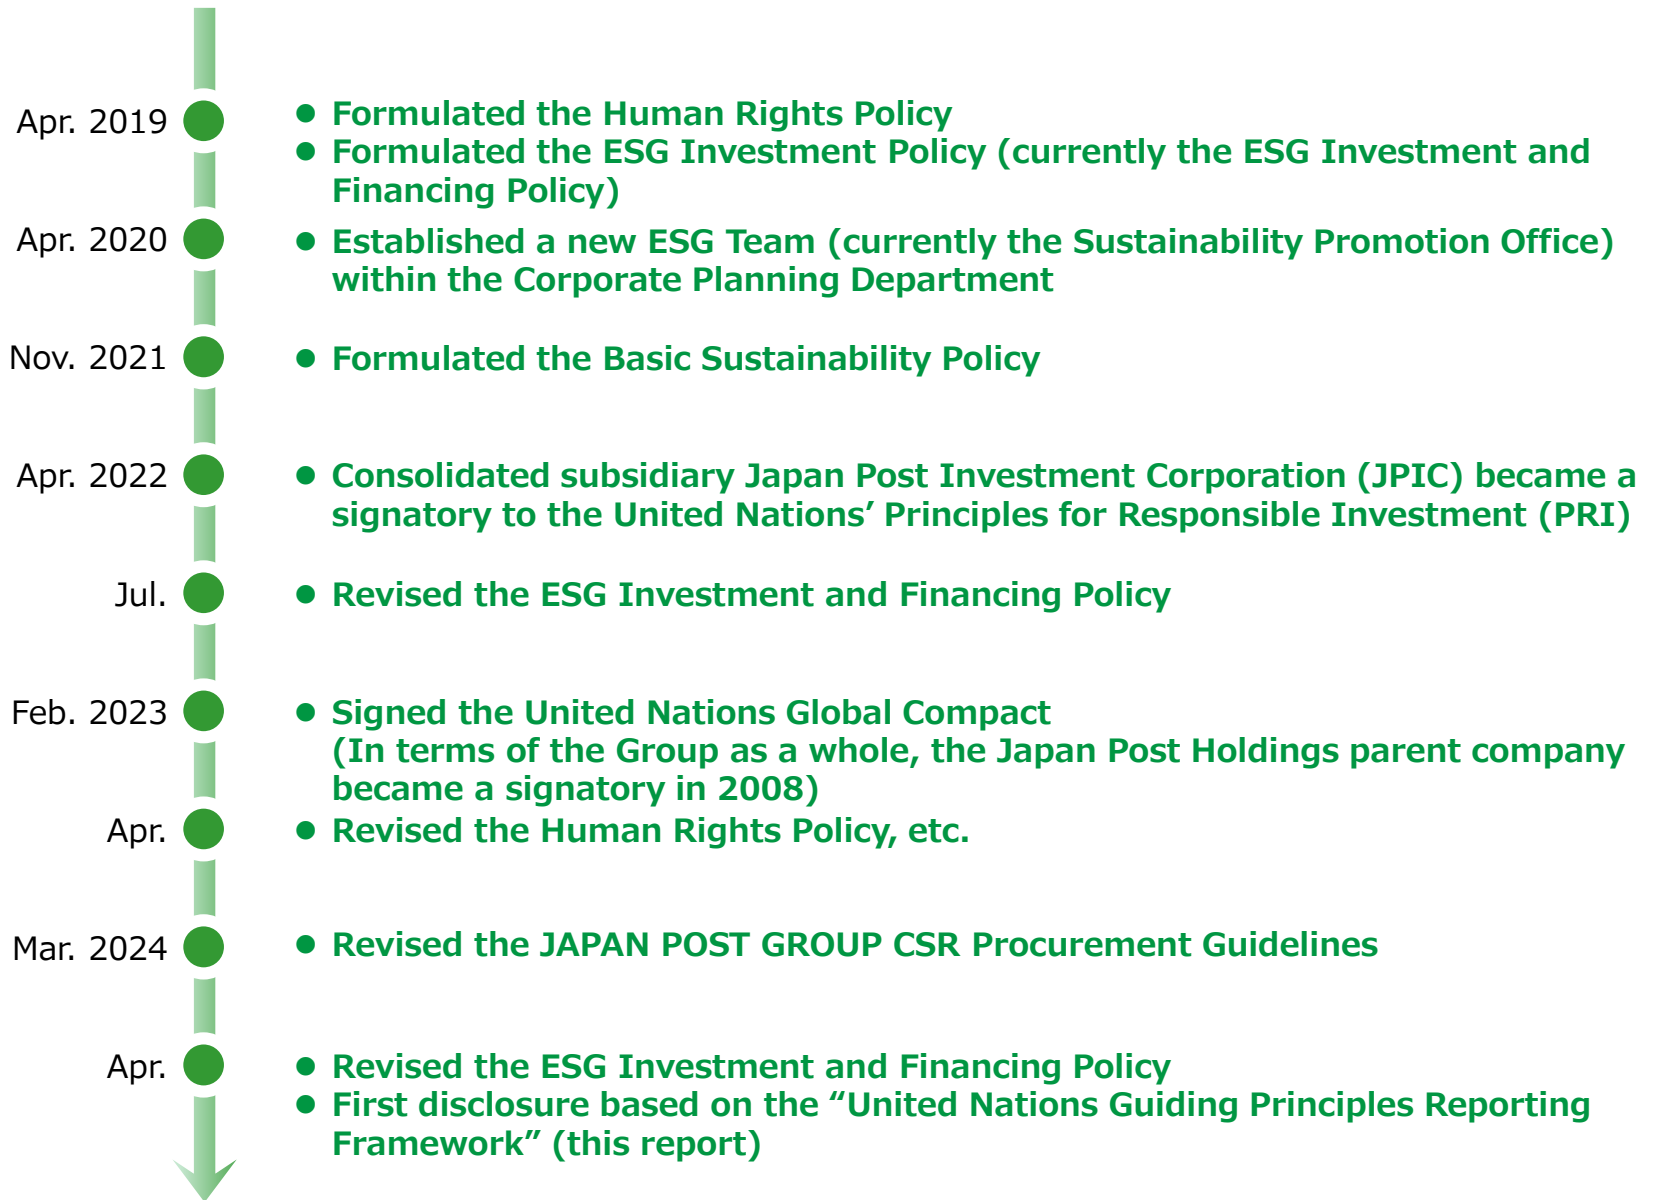 Apr. 2019
● Formulated the Human Rights Policy
● Formulated the ESG Investment Policy (currently the ESG Investment and
Financing Policy)
Apr. 2020
● Established a new ESG Team (currently the Sustainability Promotion Office)
within the Corporate Planning Department
Nov. 2021
● Formulated the Basic Sustainability Policy
Apr. 2022
● Consolidated subsidiary Japan Post Investment Corporation (JPIC) became a
signatory to the United Nations’ Principles for Responsible Investment (PRI)
Jul.
● Revised the ESG Investment and Financing Policy
Feb. 2023
● Signed the United Nations Global Compact
(In terms of the Group as a whole, the Japan Post Holdings parent company
became a signatory in 2008)
Apr.
● Revised the Human Rights Policy, etc.
Mar. 2024
● Revised the JAPAN POST GROUP CSR Procurement Guidelines
Apr.
● Revised the ESG Investment and Financing Policy
● First disclosure based on the “United Nations Guiding Principles Reporting
Framework” (this report)